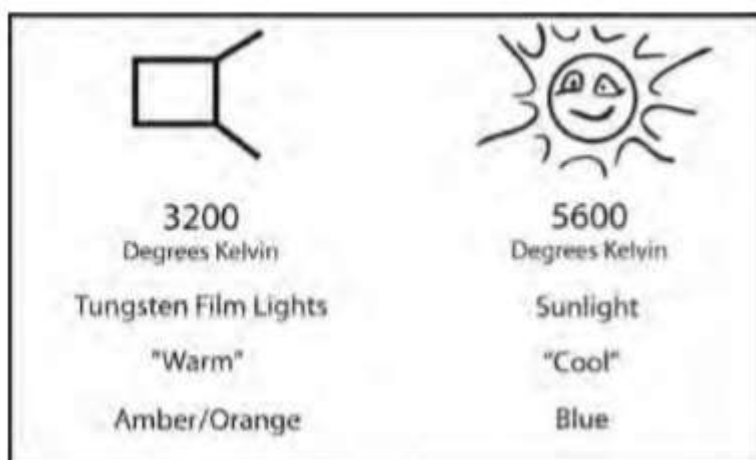 3200
Degrees Kelvin
Tungsten Film Lights
"Warm"
Amber/Orange
5600
Degrees Kelvin
Sunlight
"Cool"
Blue